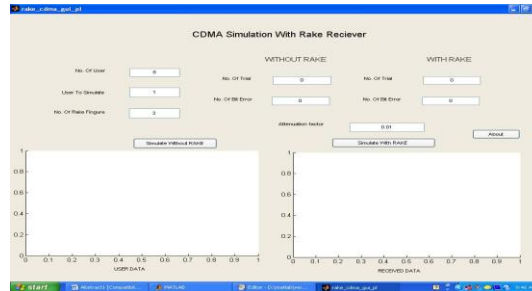 rake_cdma_gui_pl
CDMA Simulation With Rake Reciever
WITHOUT RAKE
WITH RAKE
No. Of User
No. Of Trial
0
No. Of Trial
0
User To Simulate
1
No. Of Bit Error
0
No. Of Bit Error
0
No. Of Rake Fingure
3
Attenuation factor
0.01
About
Simulate Without RAKE
Simulate With RAKE
1
0.8
0.6
0.4
0.2
0
0 0.1 0.2 0.3 0.4 0.5 0.6 0.7 0.8 0.9 1
USER DATA
1
0.8
0.6
0.4
0.2
0
0 0.1 0.2 0.3 0.4 0.5 0.6 0.7 0.8 0.9 1
RECEIVED DATA
start
MATLAB
rake_cdma_gui_pl